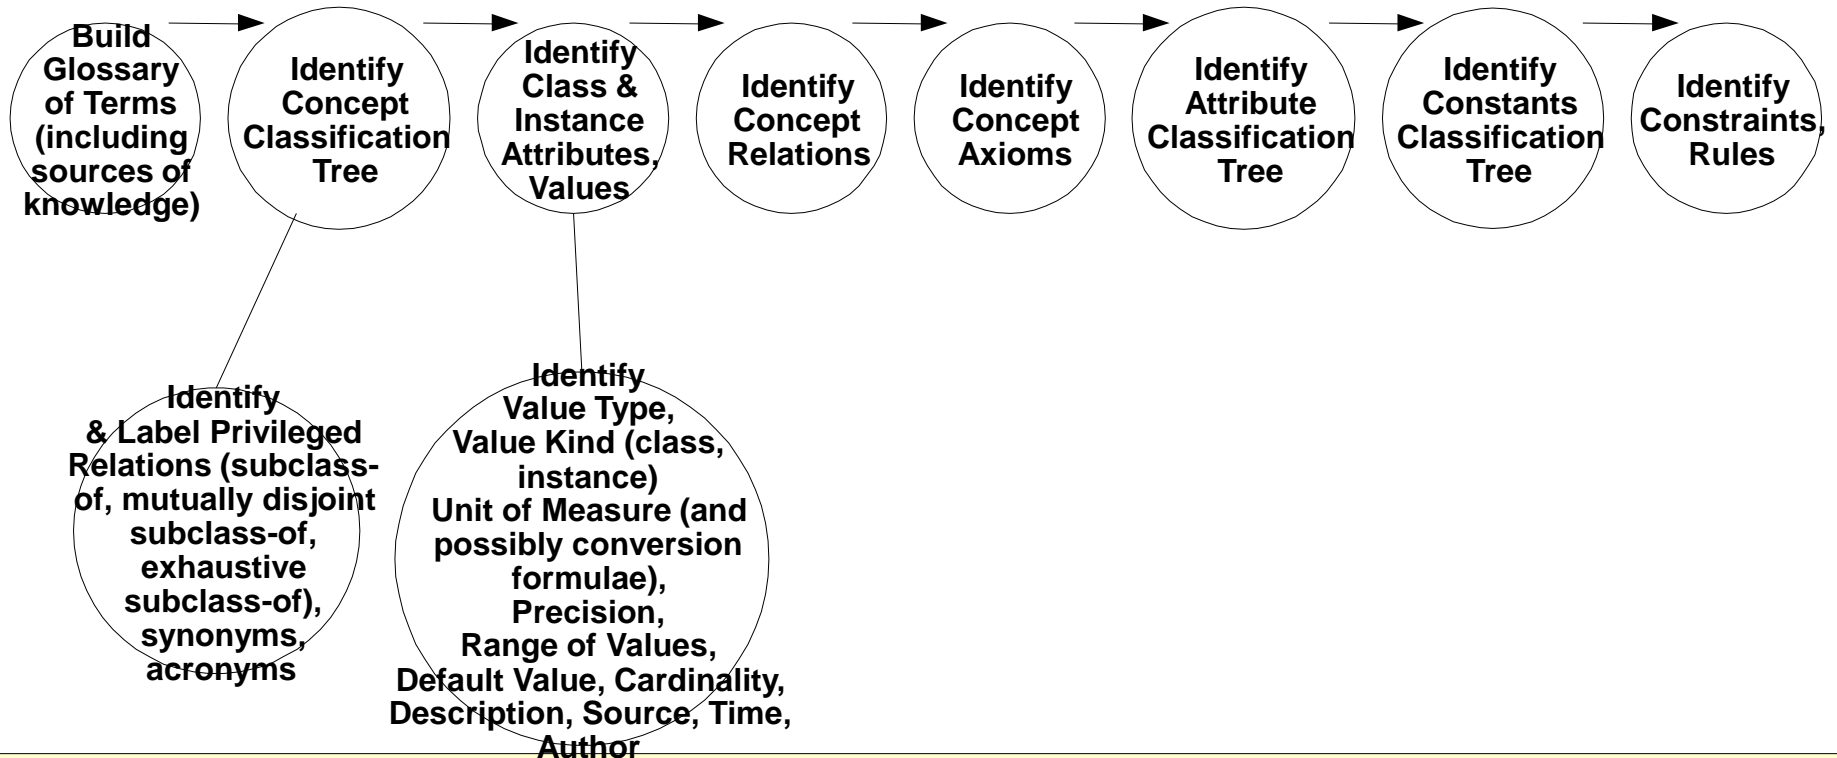 Build
Glossary
of Terms
(including
sources of
knowledge)
Identify
Concept
Classification
Tree
Identify
Class &
Instance
Attributes,
Values
Identify
Concept
Relations
Identify
Concept
Axioms
Identify
Attribute
Classification
Tree
Identify
Constants
Classification
Tree
Identify
Constraints,
Rules
Identify
& Label Privileged
Relations (subclass-
of, mutually disjoint
subclass-of,
exhaustive
subclass-of),
synonyms,
acronyms
Identify
Value Type,
Value Kind (class,
instance)
Unit of Measure (and
possibly conversion
formulae),
Precision,
Range of Values,
Default Value, Cardinality,
Description, Source, Time,
Author